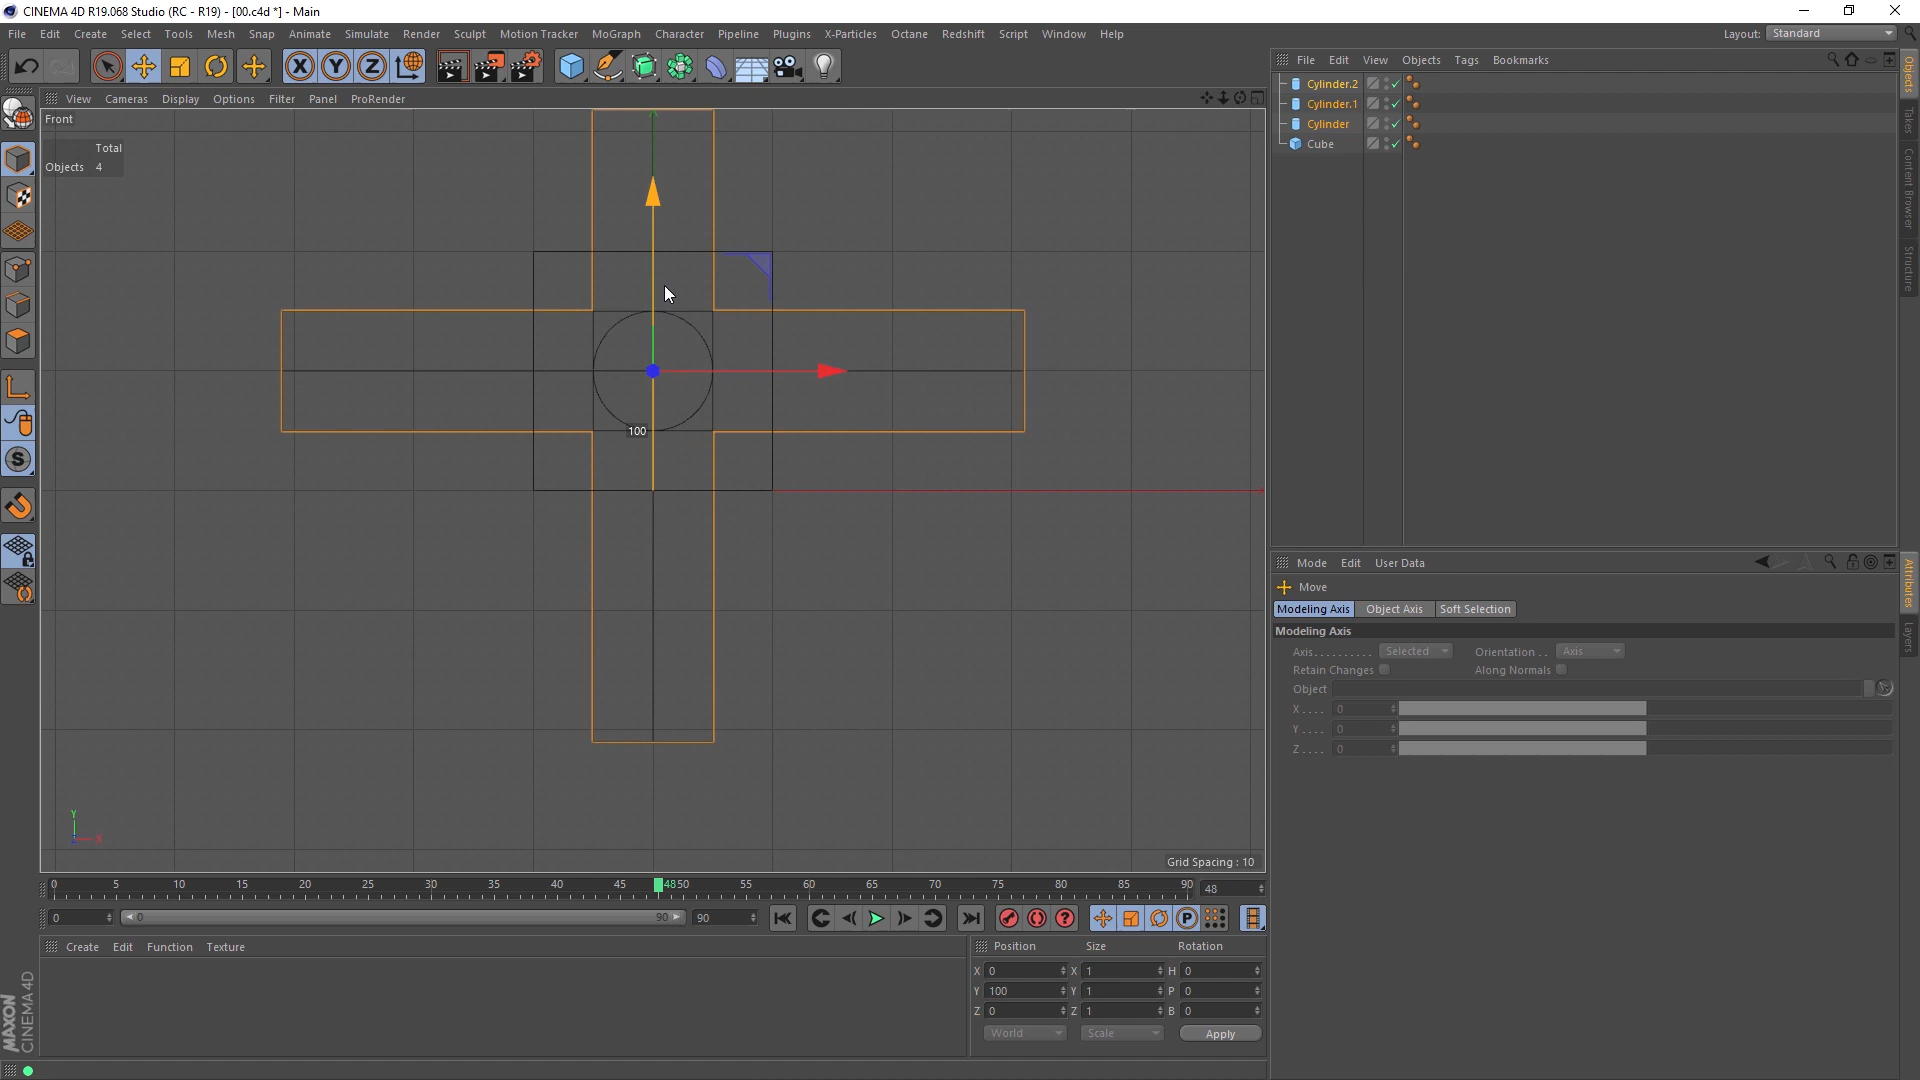 CINEMA 4D R19.068 Studio (RC - R19) - [00.c4d *] - Main
File Edit Create Select Tools Mesh Snap Animate Simulate Render Sculpt Motion Tracker MoGraph Character Pipeline Plugins X-Particles Octane Redshift Script Window Help
Layout: Standard
View Cameras Display Options Filter Panel ProRender
Front
Total
Objects 4
100
Y
X
Z
Grid Spacing : 10
File Edit View Objects Tags Bookmarks
Cylinder.2
Cylinder.1
Cylinder
Cube
Objects
Takes
Content Browser
Structure
Mode Edit User Data
Move
Modeling Axis Object Axis Soft Selection
Modeling Axis
Axis.......... Selected Orientation .. Axis
Retain Changes Along Normals
Object
X.... 0
Y.... 0
Z.... 0
Attributes
Layers
0 5 10 15 20 25 30 35 40 45 48 50 55 60 65 70 75 80 85 90 48
0 0 90 90
P
Create Edit Function Texture
Position Size Rotation
X 0 X 1 H 0
Y 100 Y 1 P 0
Z 0 Z 1 B 0
World Scale Apply
MAXON
CINEMA 4D